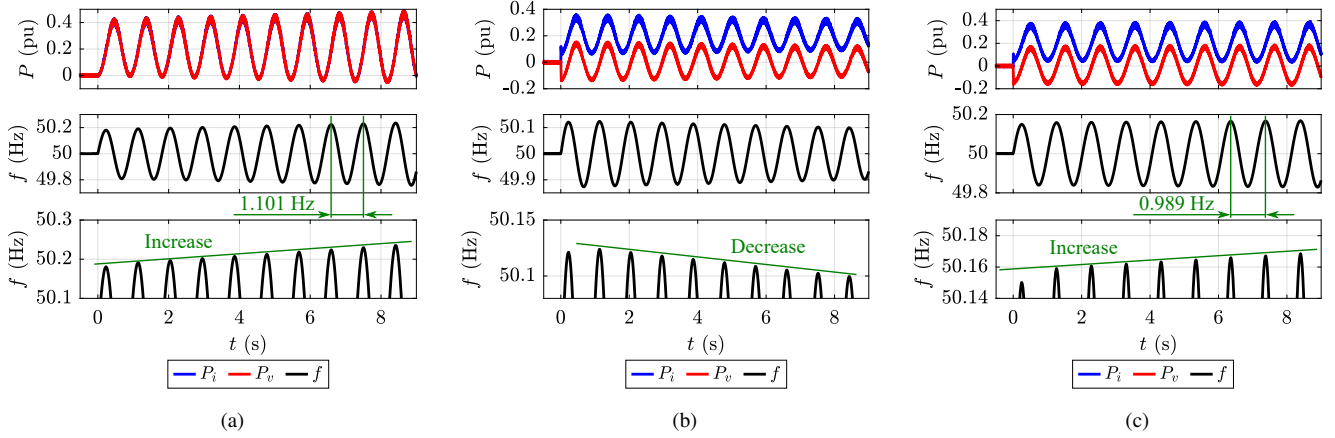 P (pu)
0.4
0.2
0
f (Hz)
50.2
50
49.8
1.101 Hz
f (Hz)
50.3
50.2
50.1
Increase
0 2 4 6 8
t (s)
P_i P_v f
(a)
P (pu)
0.4
0.2
0
-0.2
f (Hz)
50.1
50
49.9
f (Hz)
50.15
50.1
Decrease
0 2 4 6 8
t (s)
P_i P_v f
(b)
P (pu)
0.4
0.2
0
-0.2
f (Hz)
50.2
50
49.8
0.989 Hz
f (Hz)
50.18
50.16
50.14
Increase
0 2 4 6 8
t (s)
P_i P_v f
(c)